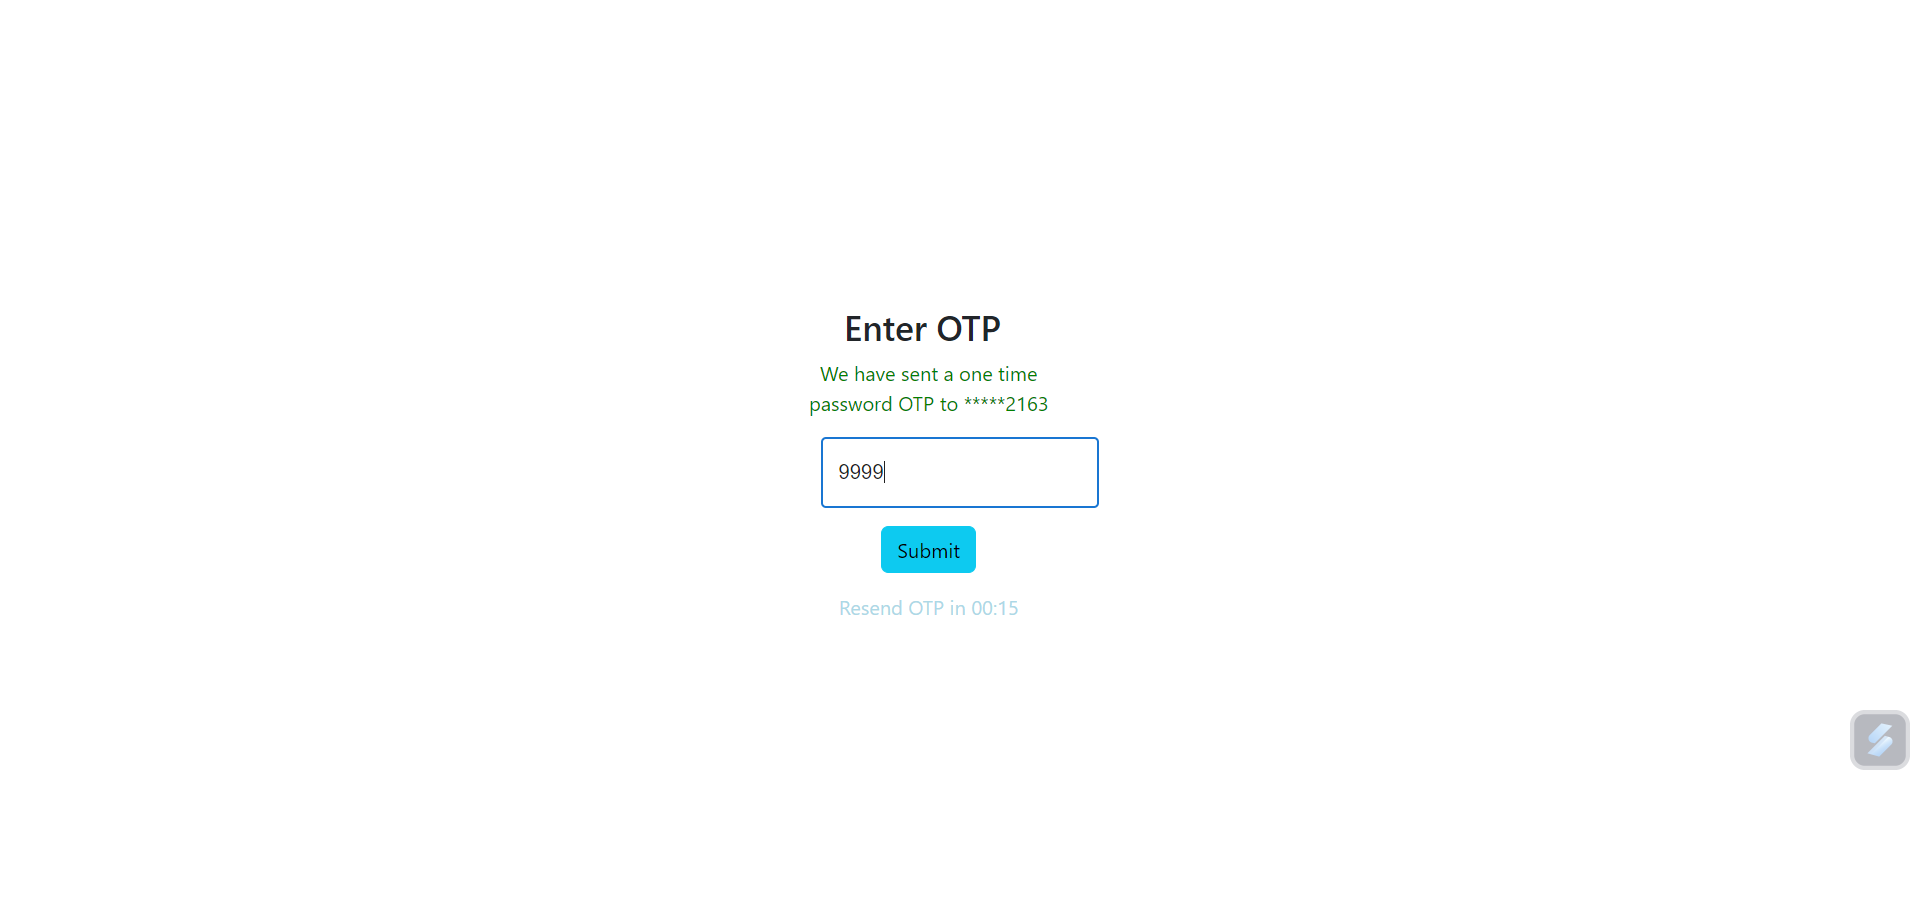 Enter OTP
We have sent a one time
password OTP to *****2163
9999
Submit
Resend OTP in 00:15